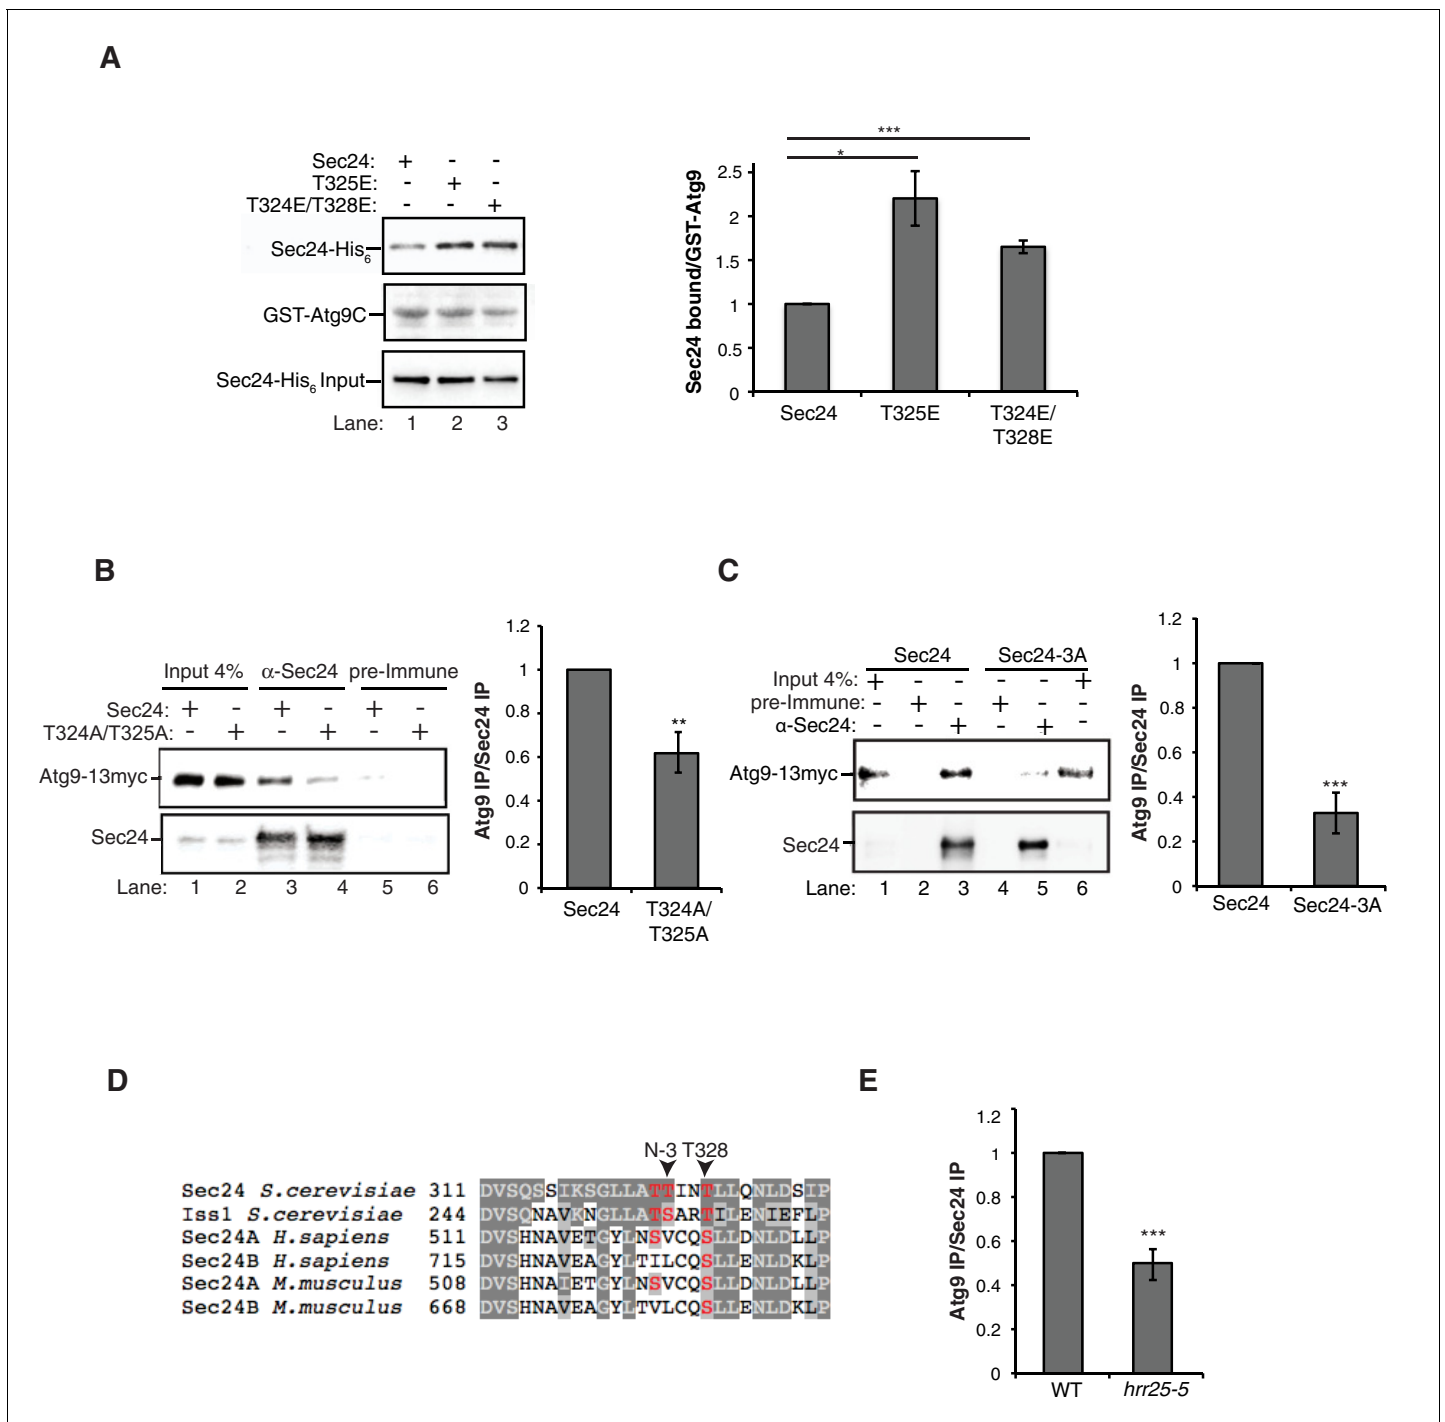 A
Sec24: + - -
T325E: - + -
T324E/T328E: - - +
Sec24-His6
GST-Atg9C
Sec24-His6 Input
Lane: 1 2 3
Sec24 bound/GST-Atg9
2.5
2
1.5
1
0.5
0
***
*
Sec24 T325E T324E/
T328E
B
Input 4% α-Sec24 pre-Immune
Sec24: + - + - + -
T324A/T325A: - + - + - +
Atg9-13myc
Sec24
Lane: 1 2 3 4 5 6
Atg9 IP/Sec24 IP
1.2
1
0.8
0.6
0.4
0.2
0
**
Sec24 T324A/
T325A
C
Sec24 Sec24-3A
Input 4%: + - - - - +
pre-Immune: - + - + - -
α-Sec24: - - + - + -
Atg9-13myc
Sec24
Lane: 1 2 3 4 5 6
Atg9 IP/Sec24 IP
1.2
1
0.8
0.6
0.4
0.2
0
***
Sec24 Sec24-3A
D
N-3 T328
Sec24 S.cerevisiae 311 DVSQSSIKSGLLATTINTLLQNLDSIP
Iss1 S.cerevisiae 244 DVSQNAVKNGLLATSARTILENIEFLP
Sec24A H.sapiens 511 DVSHNAVETGYLNSVCQSLLDNLDLLP
Sec24B H.sapiens 715 DVSHNAVEAGYLTILCQSLLENLDKLP
Sec24A M.musculus 508 DVSHNAIETGYLNSVCQSLLDNLDLLP
Sec24B M.musculus 668 DVSHNAVEAGYLTVLCQSLLENLDKLP
E
Atg9 IP/Sec24 IP
1.2
1
0.8
0.6
0.4
0.2
0
***
WT hrr25-5